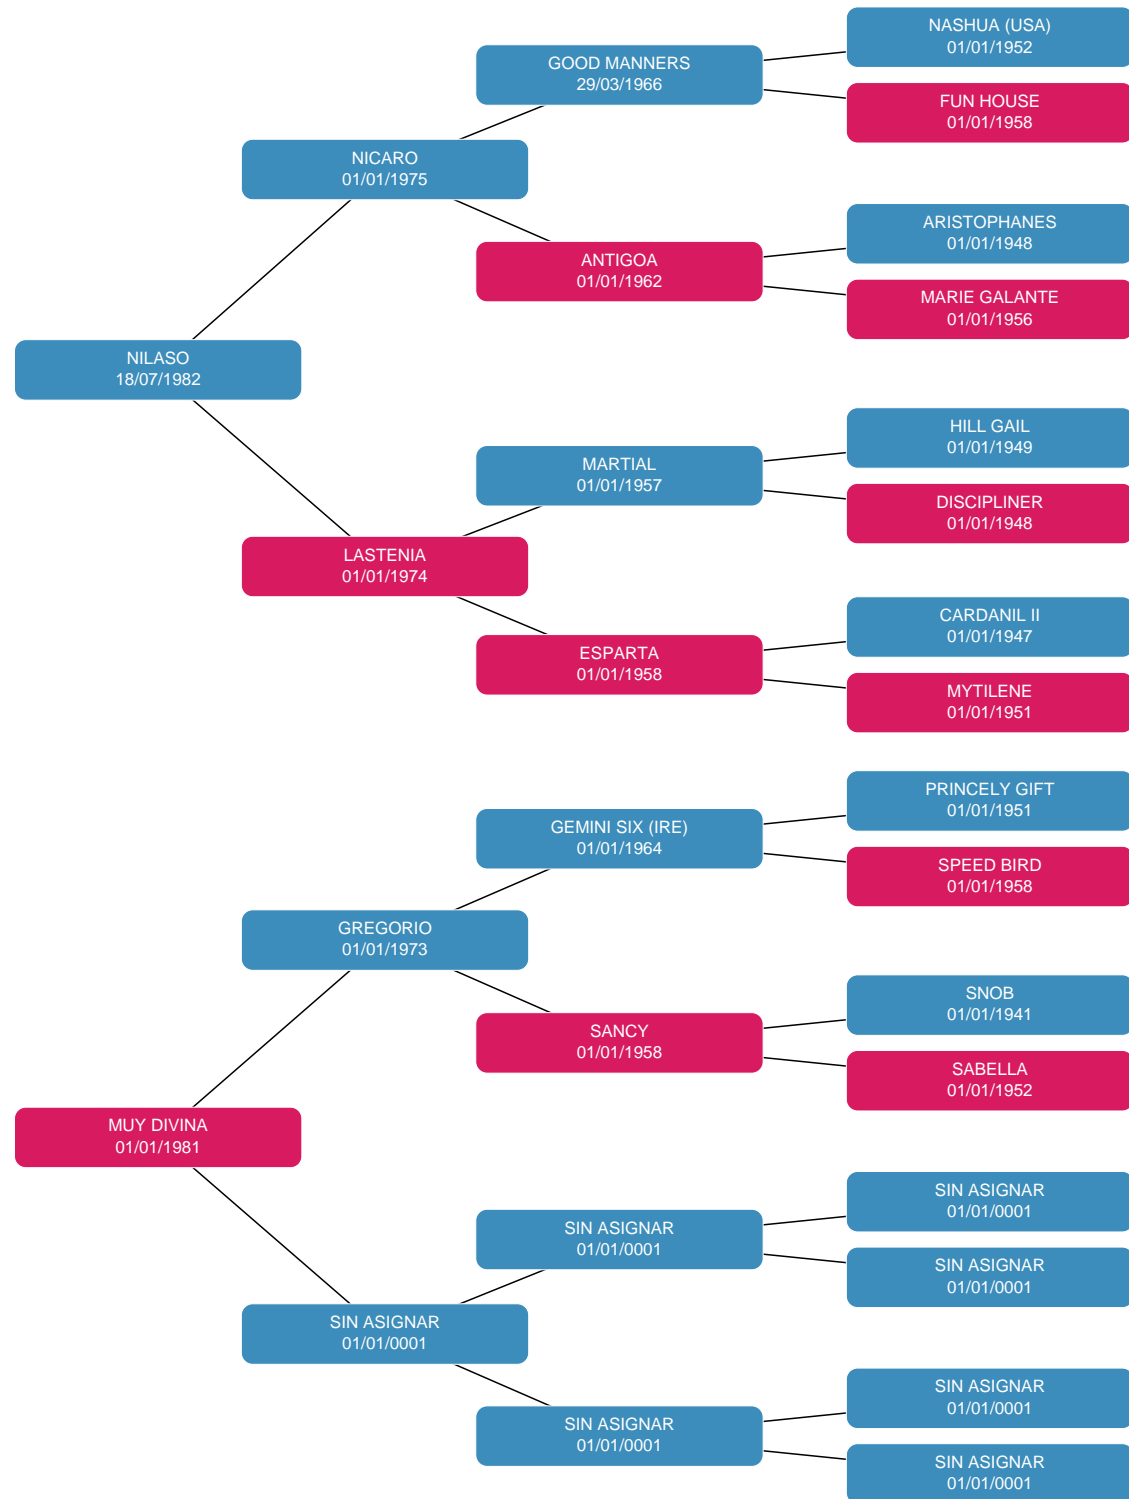 NASHUA (USA)
01/01/1952
GOOD MANNERS
29/03/1966
FUN HOUSE
01/01/1958
NICARO
01/01/1975
ARISTOPHANES
01/01/1948
ANTIGOA
01/01/1962
MARIE GALANTE
01/01/1956
NILASO
18/07/1982
HILL GAIL
01/01/1949
MARTIAL
01/01/1957
DISCIPLINER
01/01/1948
LASTENIA
01/01/1974
CARDANIL II
01/01/1947
ESPARTA
01/01/1958
MYTILENE
01/01/1951
PRINCELY GIFT
01/01/1951
GEMINI SIX (IRE)
01/01/1964
SPEED BIRD
01/01/1958
GREGORIO
01/01/1973
SNOB
01/01/1941
SANCY
01/01/1958
SABELLA
01/01/1952
MUY DIVINA
01/01/1981
SIN ASIGNAR
01/01/0001
SIN ASIGNAR
01/01/0001
SIN ASIGNAR
01/01/0001
SIN ASIGNAR
01/01/0001
SIN ASIGNAR
01/01/0001
SIN ASIGNAR
01/01/0001
SIN ASIGNAR
01/01/0001